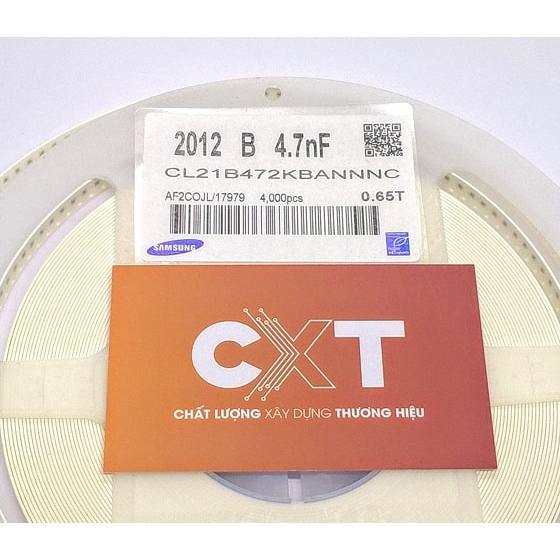 2012 B 4.7nF
CL21B472KBANNNC
AF2COJL/17979 4,000pcs 0.65T
SAMSUNG
CXT
CHẤT LƯỢNG XÂY DỰNG THƯƠNG HIỆU